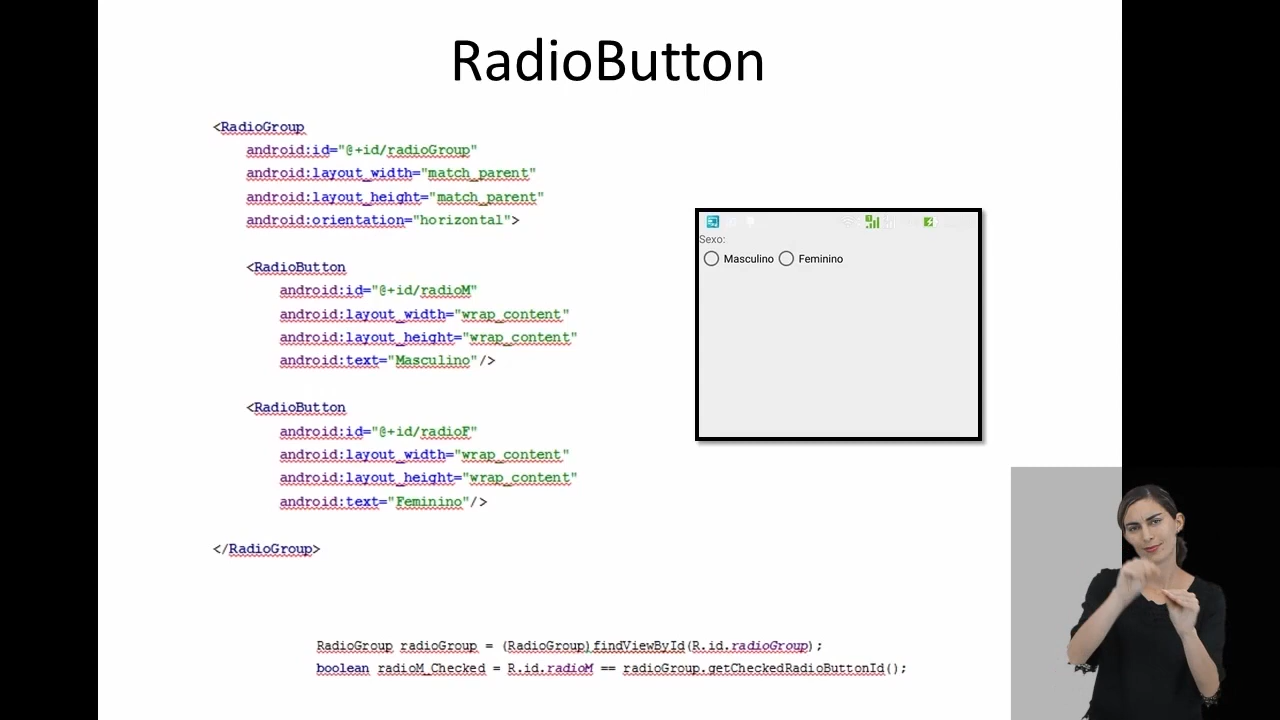 RadioButton
<RadioGroup
android:id="@+id/radioGroup"
android:layout_width="match_parent"
android:layout_height="match_parent"
android:orientation="horizontal">
<RadioButton
android:id="@+id/radioM"
android:layout_width="wrap_content"
android:layout_height="wrap_content"
android:text="Masculino"/>
<RadioButton
android:id="@+id/radioF"
android:layout_width="wrap_content"
android:layout_height="wrap_content"
android:text="Feminino"/>
</RadioGroup>
Sexo:
Masculino Feminino
RadioGroup radioGroup = (RadioGroup)findViewById(R.id.radioGroup);
boolean radioM_Checked = R.id.radioM == radioGroup.getCheckedRadioButtonId();